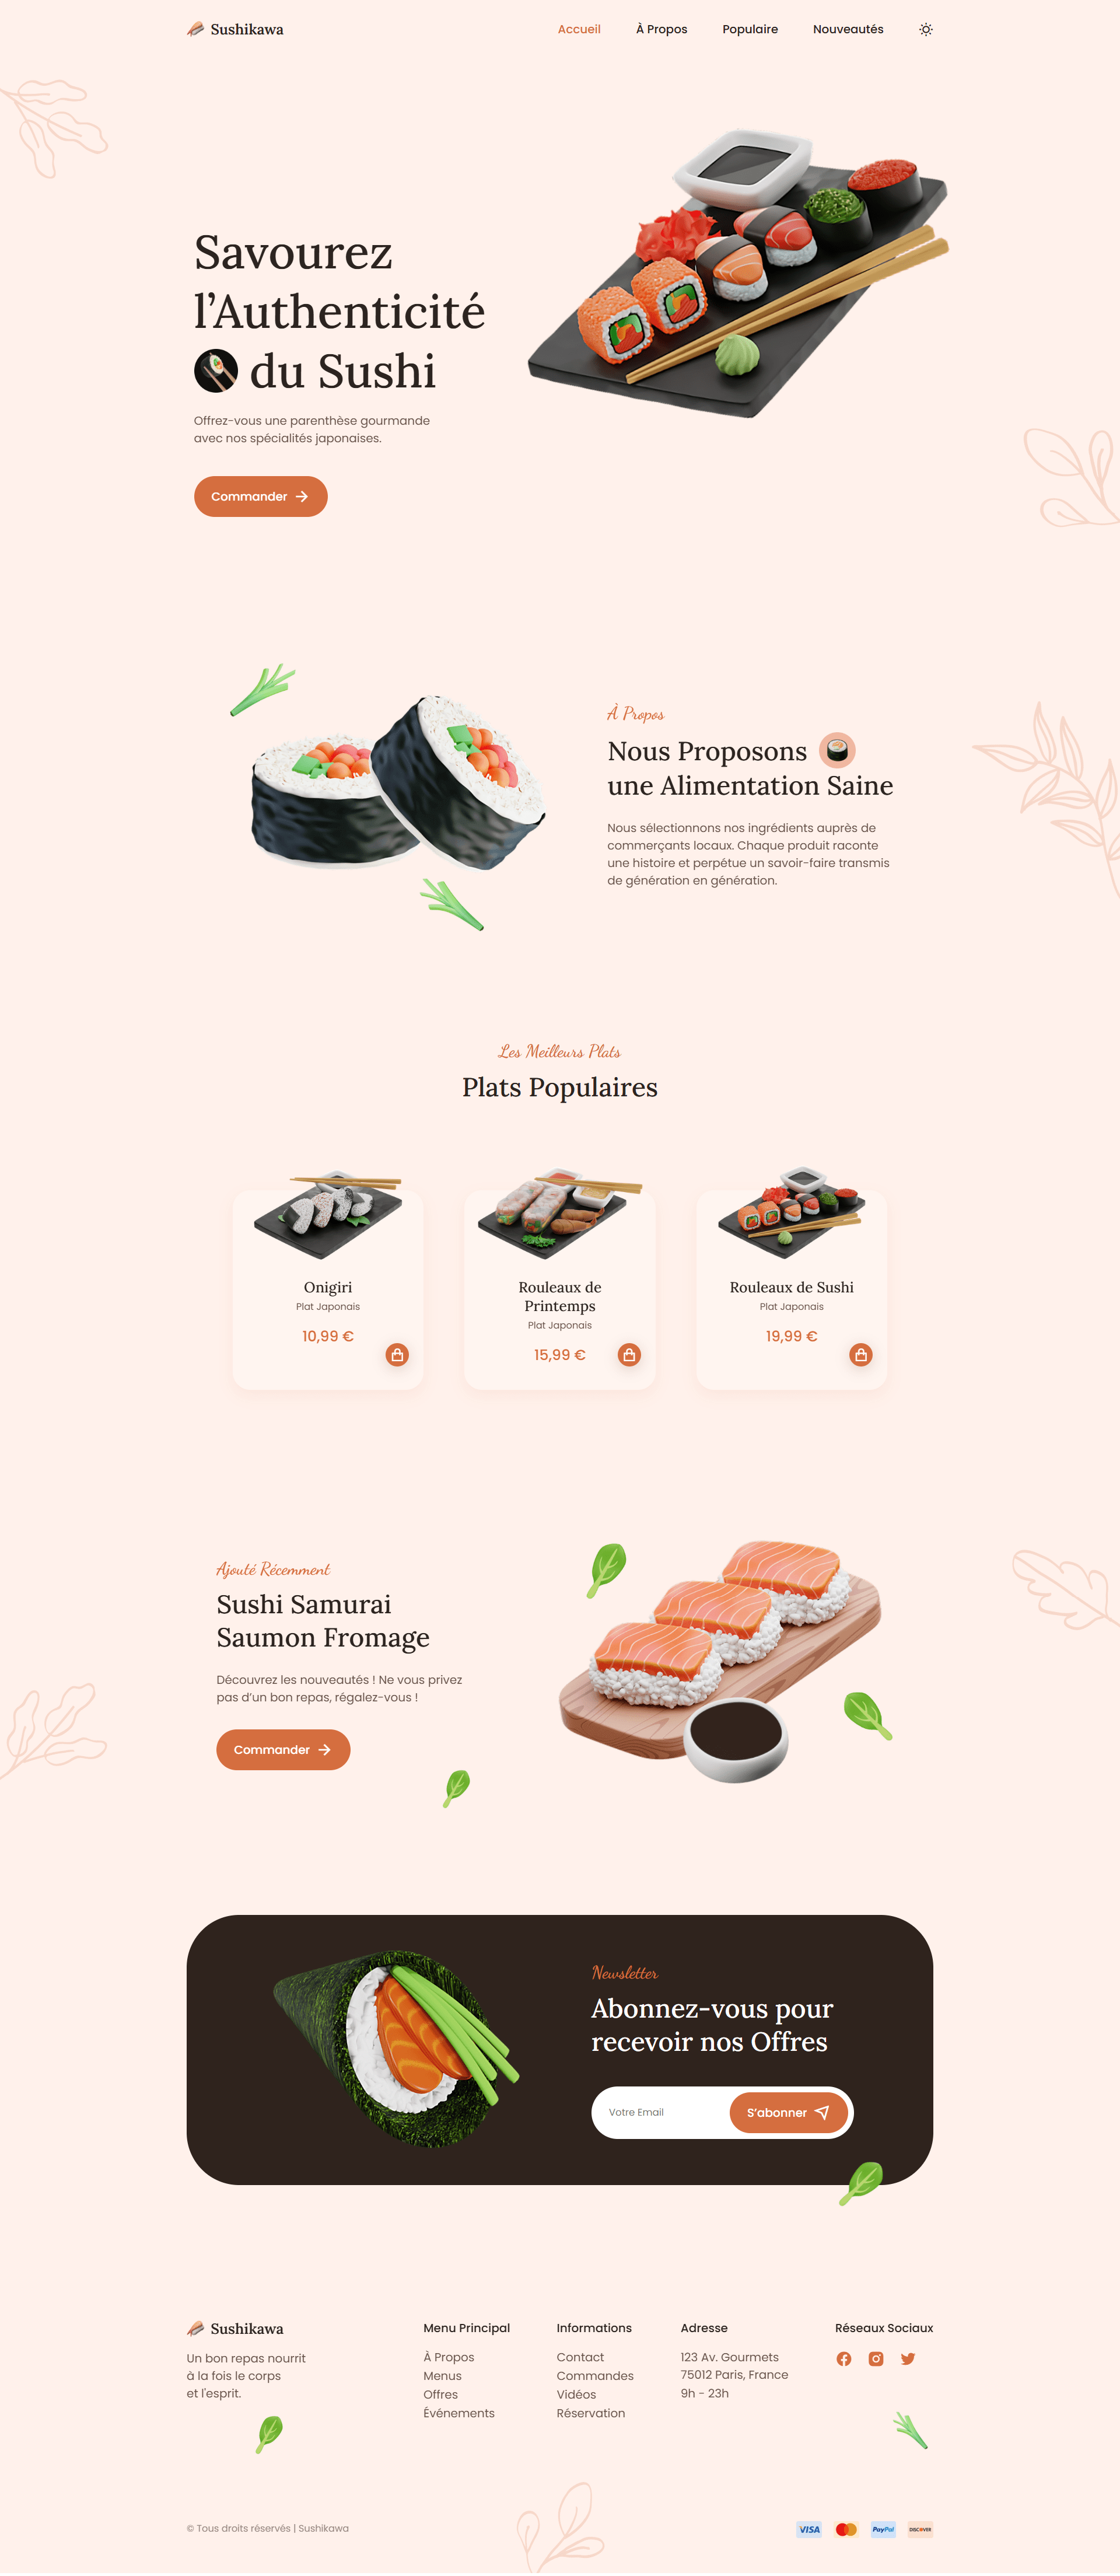 Sushikawa
Accueil
À Propos
Populaire
Nouveautés
Savourez
l’Authenticité
du Sushi
Offrez-vous une parenthèse gourmande
avec nos spécialités japonaises.
Commander
À Propos
Nous Proposons
une Alimentation Saine
Nous sélectionnons nos ingrédients auprès de
commerçants locaux. Chaque produit raconte
une histoire et perpétue un savoir-faire transmis
de génération en génération.
Les Meilleurs Plats
Plats Populaires
Onigiri
Plat Japonais
10,99 €
Rouleaux de
Printemps
Plat Japonais
15,99 €
Rouleaux de Sushi
Plat Japonais
19,99 €
Ajouté Récemment
Sushi Samurai
Saumon Fromage
Découvrez les nouveautés ! Ne vous privez
pas d’un bon repas, régalez-vous !
Commander
Newsletter
Abonnez-vous pour
recevoir nos Offres
Votre Email
S’abonner
Sushikawa
Un bon repas nourrit
à la fois le corps
et l'esprit.
Menu Principal
À Propos
Menus
Offres
Événements
Informations
Contact
Commandes
Vidéos
Réservation
Adresse
123 Av. Gourmets
75012 Paris, France
9h - 23h
Réseaux Sociaux
© Tous droits réservés | Sushikawa
VISA
PayPal
DISCOVER